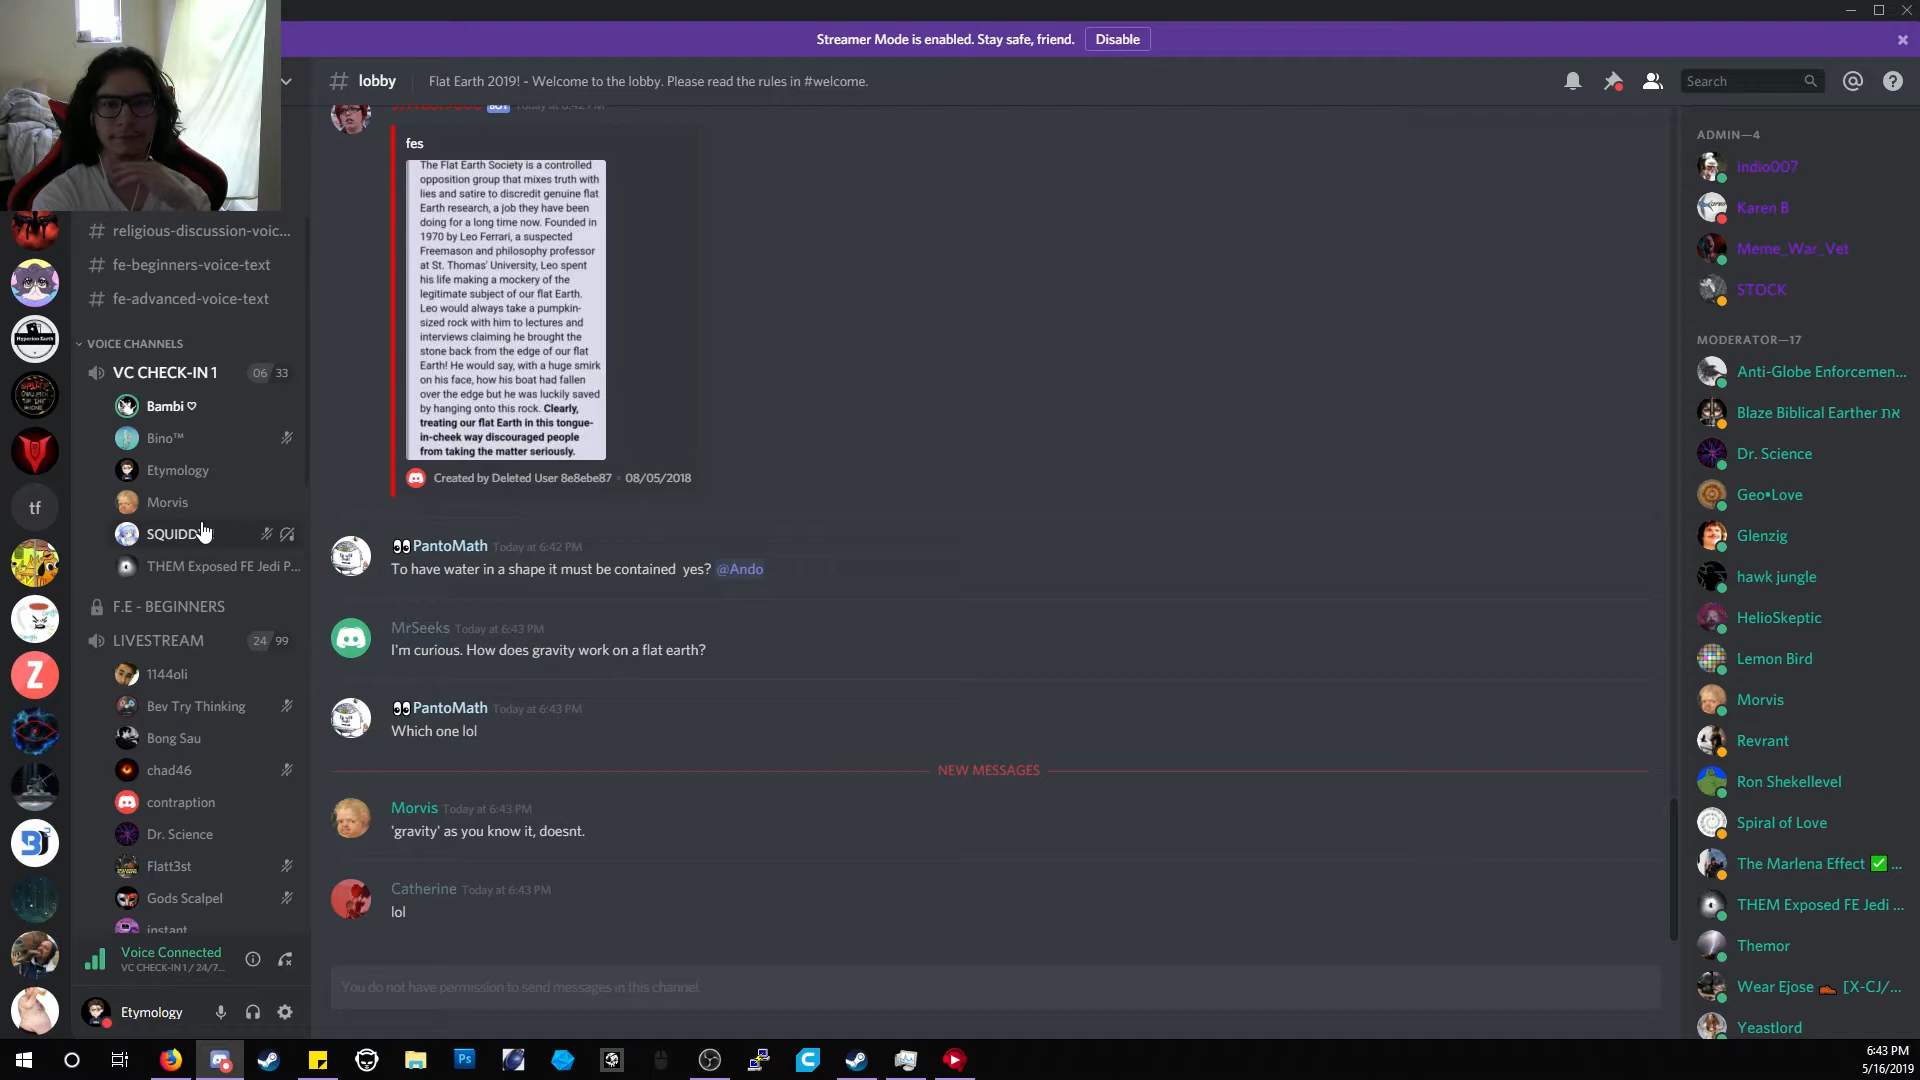 Streamer Mode is enabled. Stay safe, friend. Disable
lobby Flat Earth 2019! - Welcome to the lobby. Please read the rules in #welcome. Search
religious-discussion-voic...
fe-beginners-voice-text
fe-advanced-voice-text
VOICE CHANNELS
VC CHECK-IN 1 06 33
Bambi ♡
Bino™
Etymology
Morvis
SQUIDD
THEM Exposed FE Jedi P...
F.E - BEGINNERS
LIVESTREAM 24 99
1144oli
Bev Try Thinking
Bong Sau
chad46
contraption
Dr. Science
Flatt3st
Gods Scalpel
instant
Voice Connected
VC CHECK-IN 1 / 24/7...
Etymology
Hyperion Earth
tf
Z
BOT Today at 6:42 PM
fes
The Flat Earth Society is a controlled
opposition group that mixes truth with
lies and satire to discredit genuine flat
Earth research, a job they have been
doing for a long time now. Founded in
1970 by Leo Ferrari, a suspected
Freemason and philosophy professor
at St. Thomas' University, Leo spent
his life making a mockery of the
legitimate subject of our flat Earth.
Leo would always take a pumpkin-
sized rock with him to lectures and
interviews claiming he brought the
stone back from the edge of our flat
Earth! He would say, with a huge smirk
on his face, how his boat had fallen
over the edge but he was luckily saved
by hanging onto this rock. Clearly,
treating our flat Earth in this tongue-
in-cheek way discouraged people
from taking the matter seriously.
Created by Deleted User 8e8ebe87 • 08/05/2018
👀PantoMath Today at 6:42 PM
To have water in a shape it must be contained yes? @Ando
MrSeeks Today at 6:43 PM
I'm curious. How does gravity work on a flat earth?
👀PantoMath Today at 6:43 PM
Which one lol
NEW MESSAGES
Morvis Today at 6:43 PM
'gravity' as you know it, doesnt.
Catherine Today at 6:43 PM
lol
You do not have permission to send messages in this channel.
ADMIN—4
indio007
Karen B
Meme_War_Vet
STOCK
MODERATOR—17
Anti-Globe Enforcemen...
Blaze Biblical Earther את
Dr. Science
Geo•Love
Glenzig
hawk jungle
HelioSkeptic
Lemon Bird
Morvis
Revrant
Ron Shekellevel
Spiral of Love
The Marlena Effect ✅ ...
THEM Exposed FE Jedi ...
Themor
Wear Ejose 👞 [X-CJ/...
Yeastlord
Ps
6:43 PM
5/16/2019